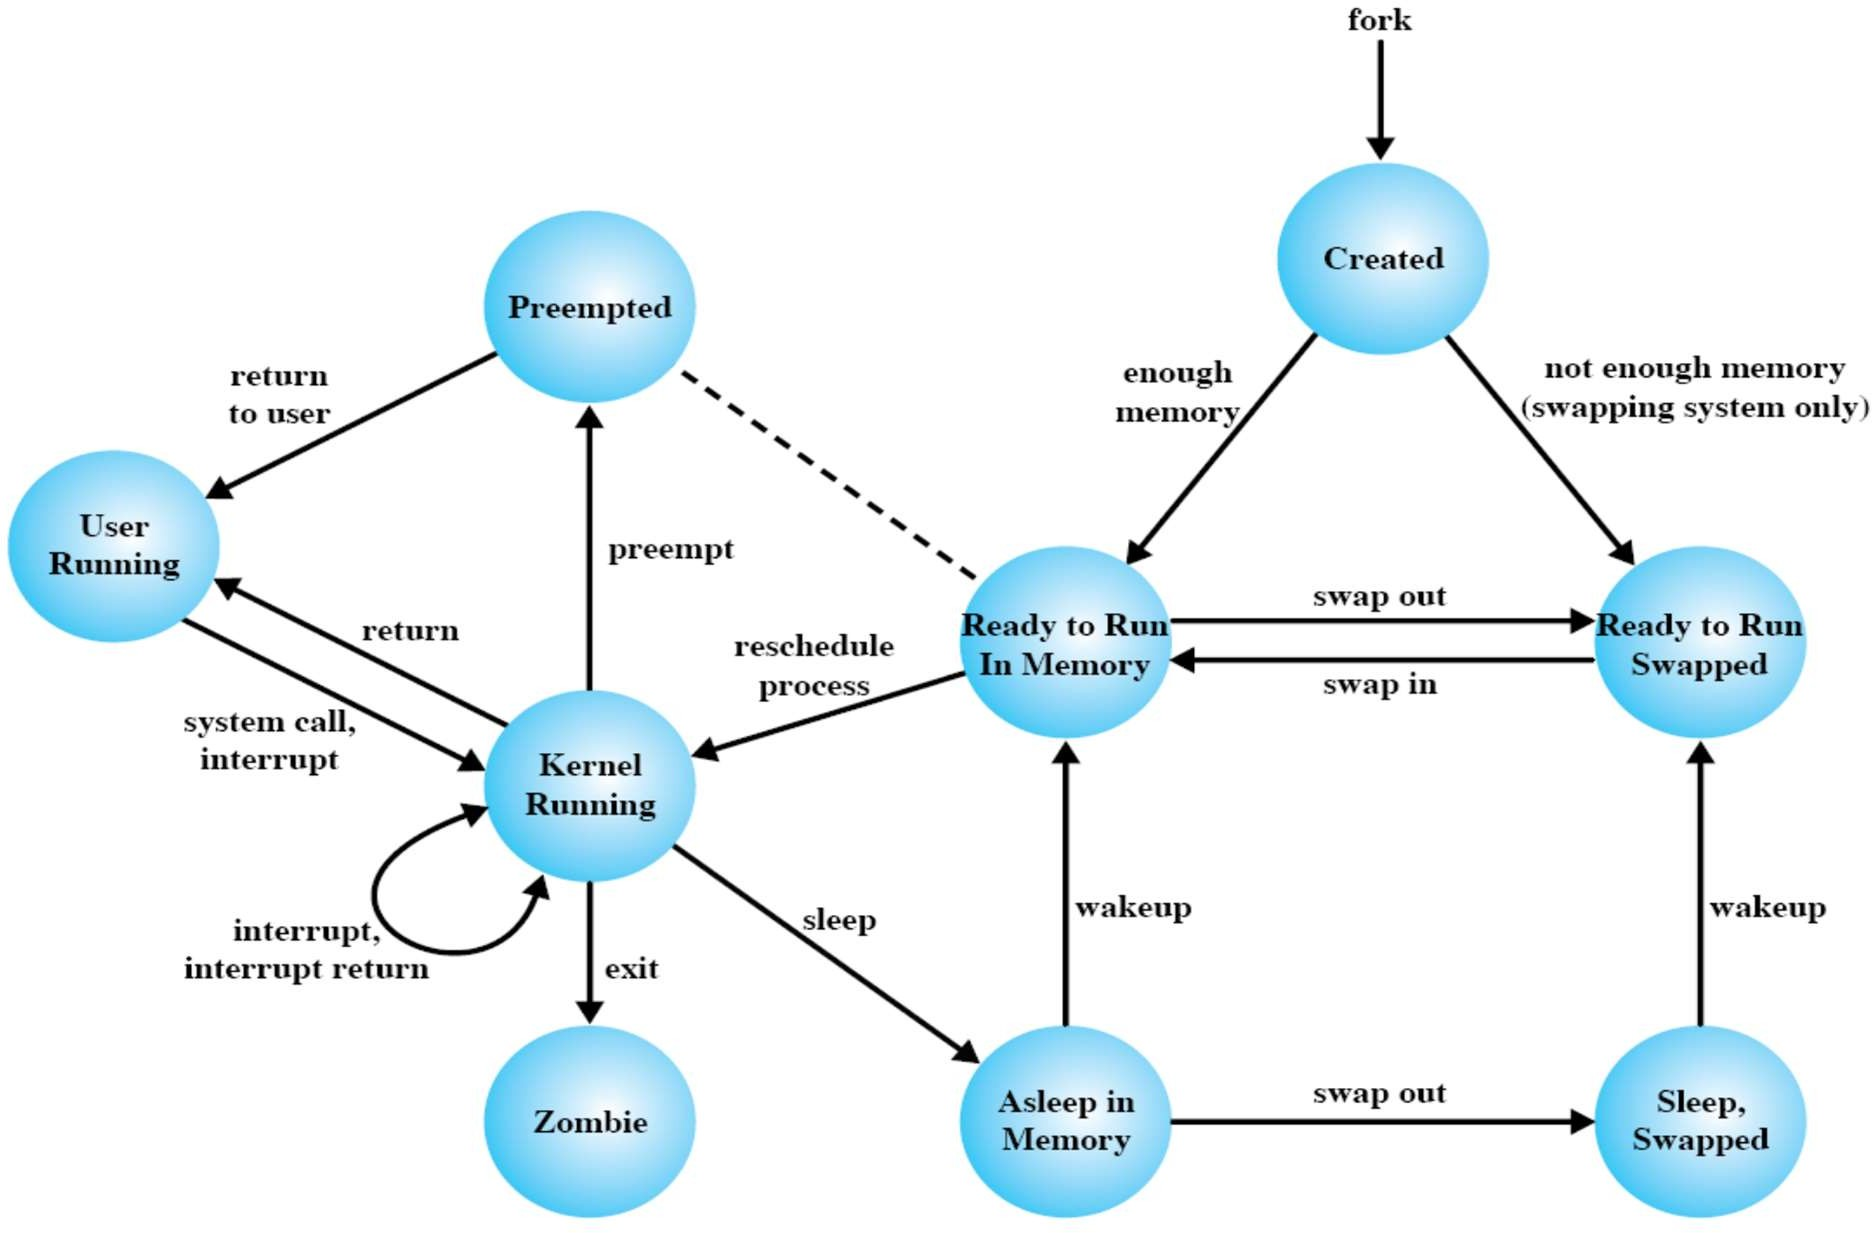 fork
Created
Preempted
return
to user
enough
memory
not enough memory
(swapping system only)
User
Running
preempt
return
reschedule
process
Ready to Run
In Memory
swap out
swap in
Ready to Run
Swapped
system call,
interrupt
Kernel
Running
interrupt,
interrupt return
exit
sleep
wakeup
wakeup
Zombie
Asleep in
Memory
swap out
Sleep,
Swapped